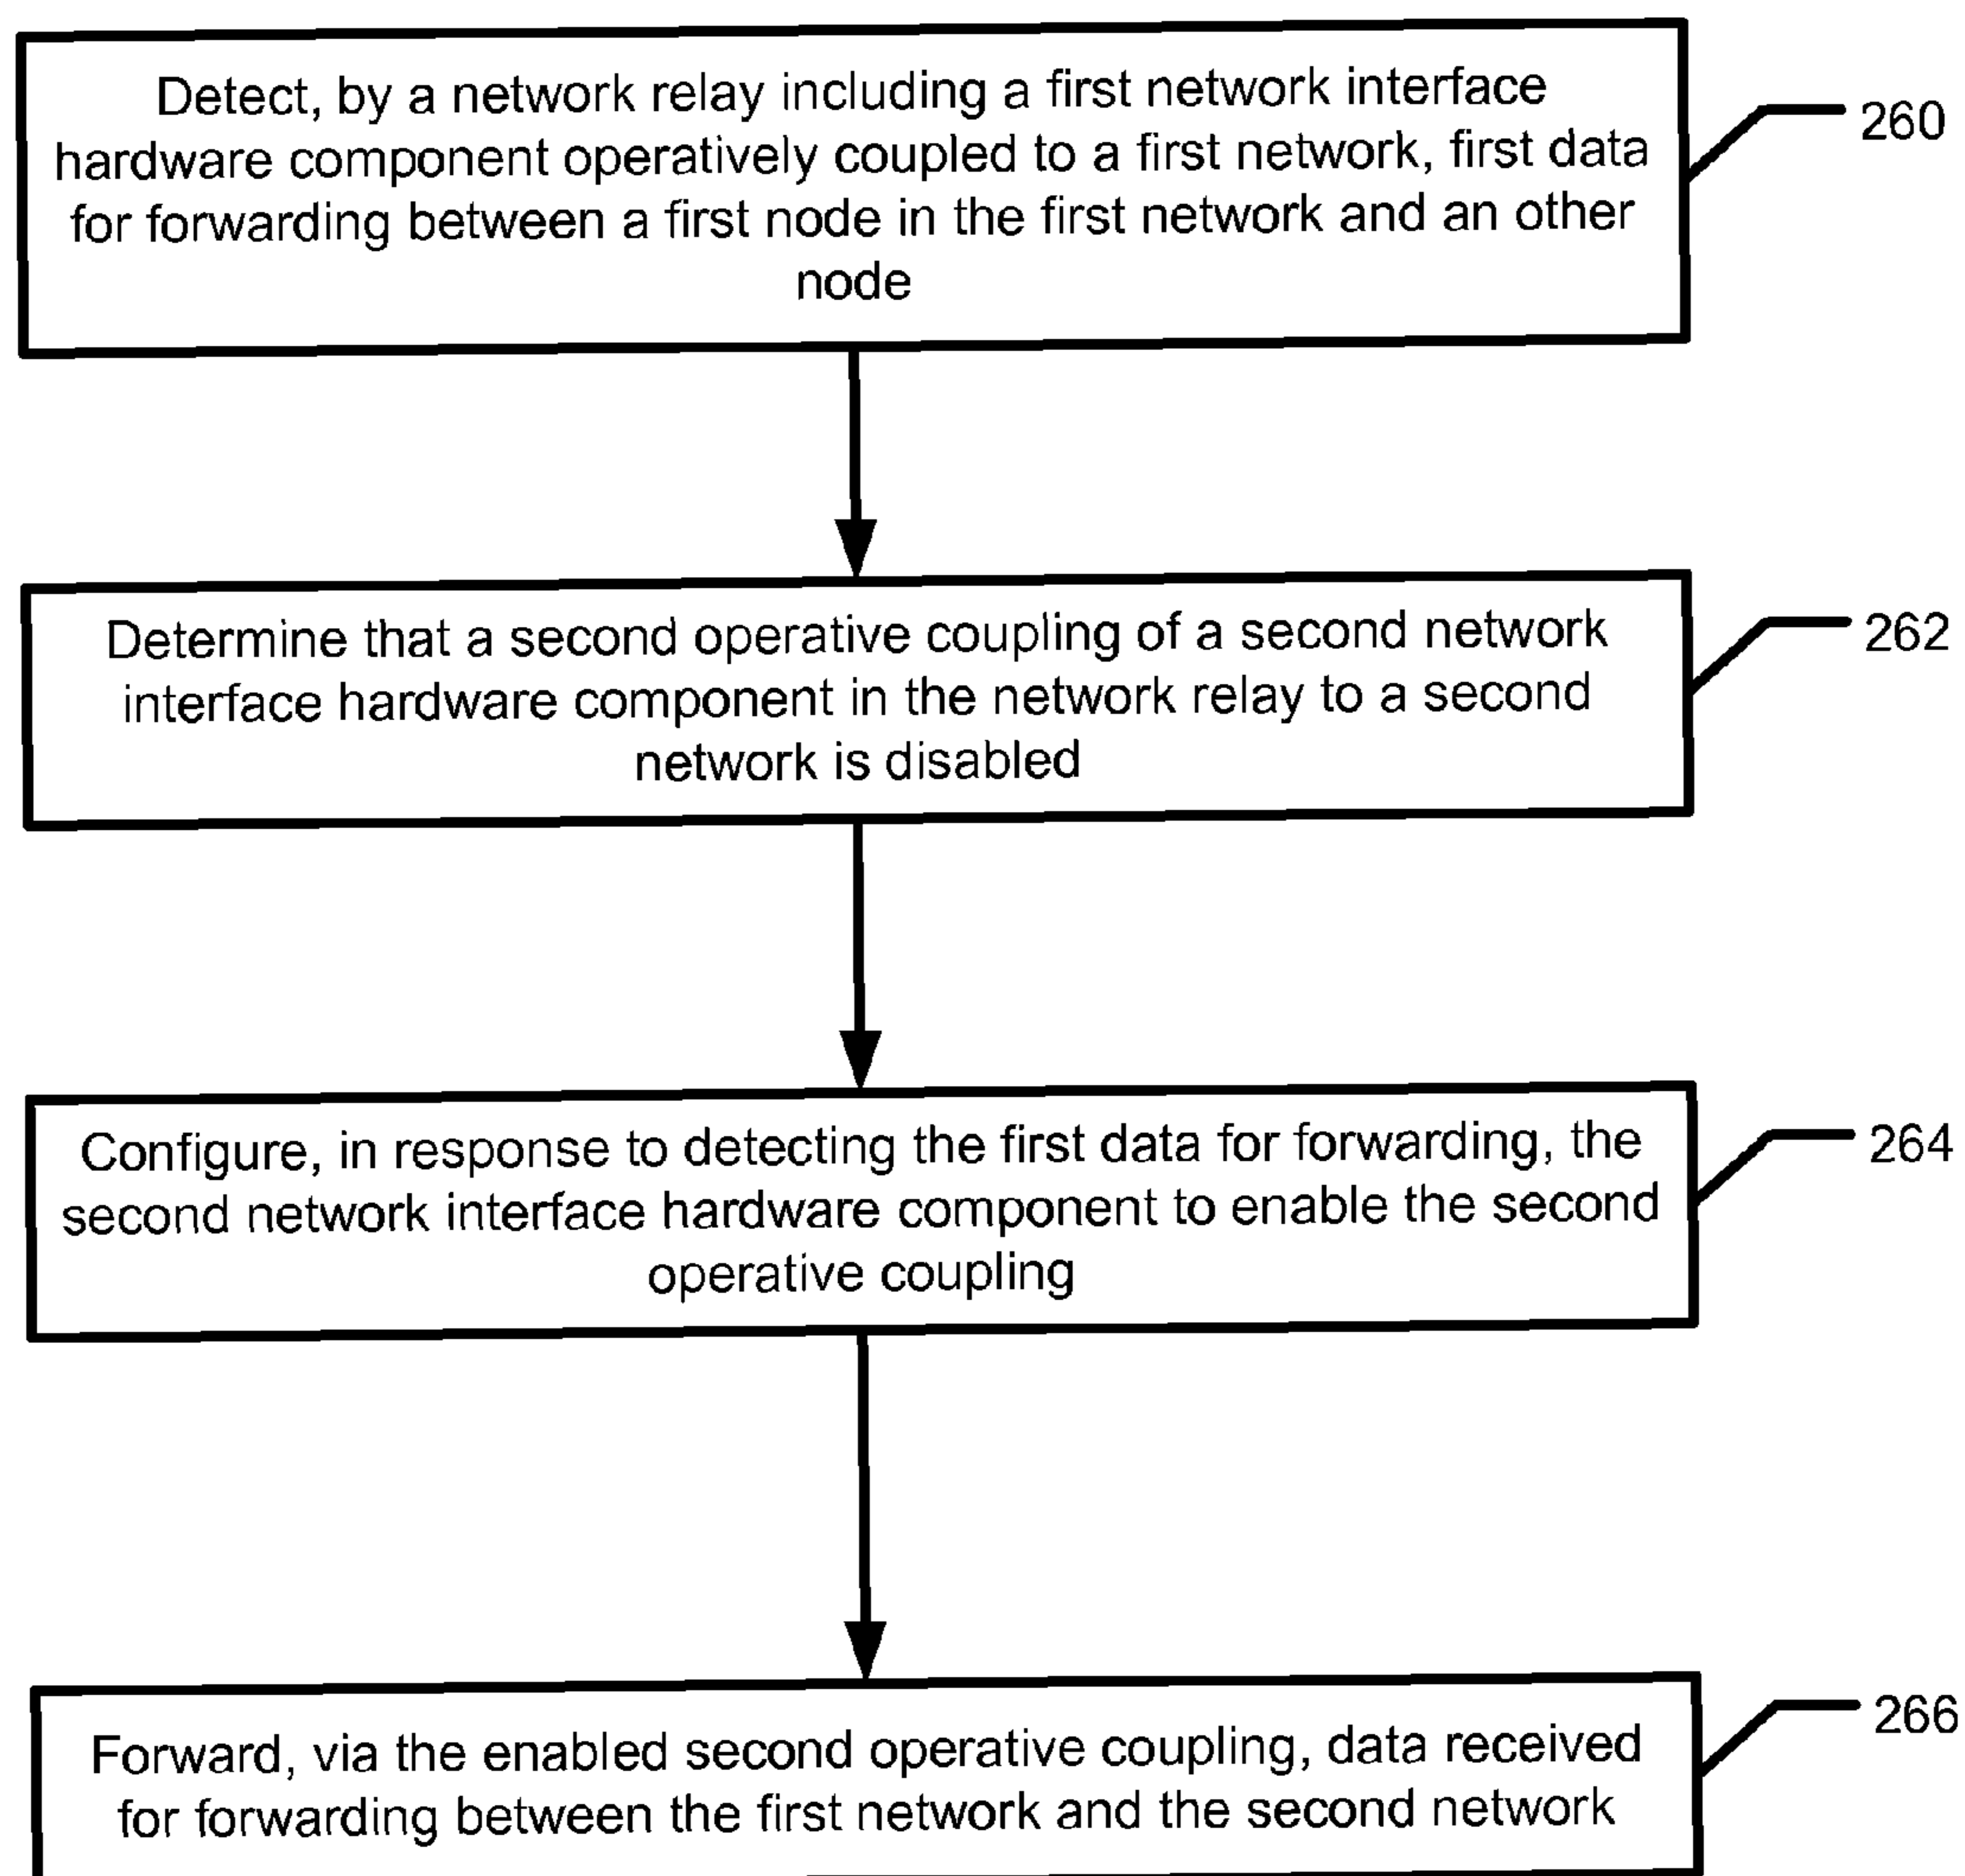 Detect, by a network relay including a first network interface
hardware component operatively coupled to a first network, first data
for forwarding between a first node in the first network and an other
node
260
Determine that a second operative coupling of a second network
interface hardware component in the network relay to a second
network is disabled
262
Configure, in response to detecting the first data for forwarding, the
second network interface hardware component to enable the second
operative coupling
264
Forward, via the enabled second operative coupling, data received
for forwarding between the first network and the second network
266